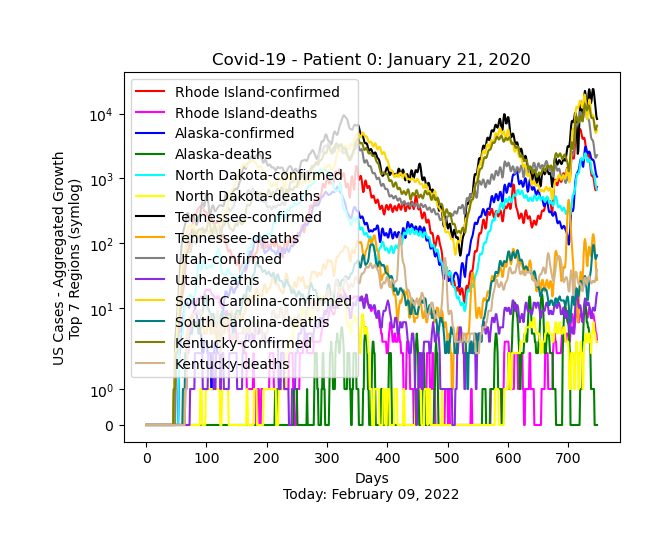 Covid-19 - Patient 0: January 21, 2020
US Cases - Aggregated Growth
Top 7 Regions (symlog)
10^4
10^3
10^2
10^1
10^0
0
Rhode Island-confirmed
Rhode Island-deaths
Alaska-confirmed
Alaska-deaths
North Dakota-confirmed
North Dakota-deaths
Tennessee-confirmed
Tennessee-deaths
Utah-confirmed
Utah-deaths
South Carolina-confirmed
South Carolina-deaths
Kentucky-confirmed
Kentucky-deaths
0 100 200 300 400 500 600 700
Days
Today: February 09, 2022